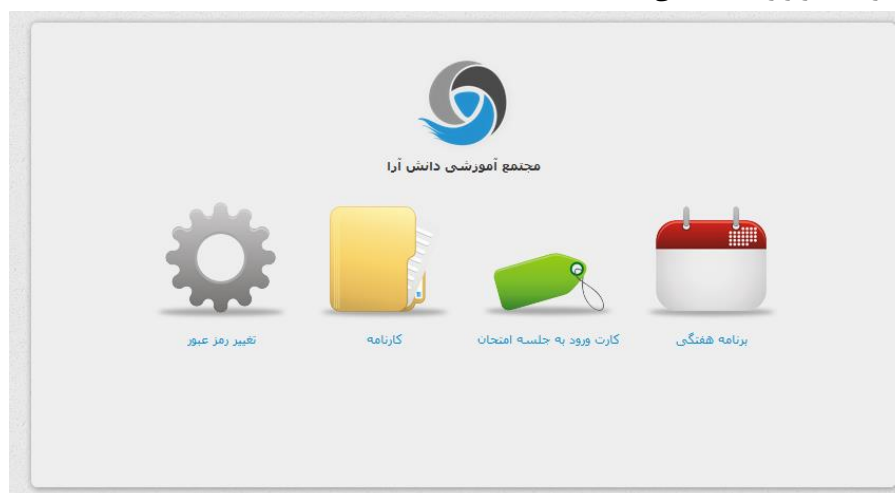 مجتمع آموزشی دانش آرا
برنامه هفتگی
کارت ورود به جلسه امتحان
کارنامه
تغییر رمز عبور